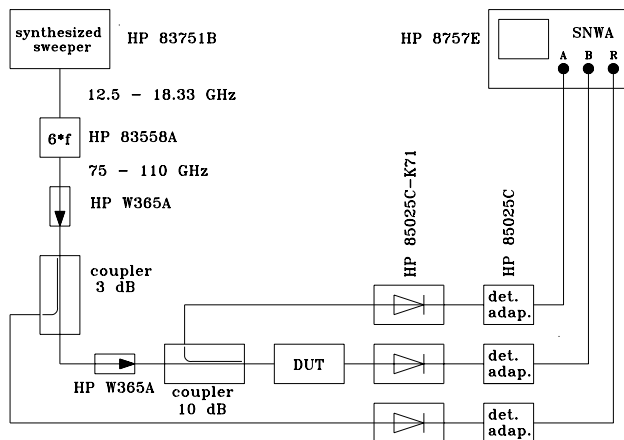 synthesized
sweeper
HP 83751B
HP 8757E
SNWA
A B R
12.5 – 18.33 GHz
6*f
HP 83558A
75 – 110 GHz
HP W365A
HP 85025C-K71
HP 85025C
coupler
3 dB
det.
adap.
HP W365A
coupler
10 dB
DUT
det.
adap.
det.
adap.